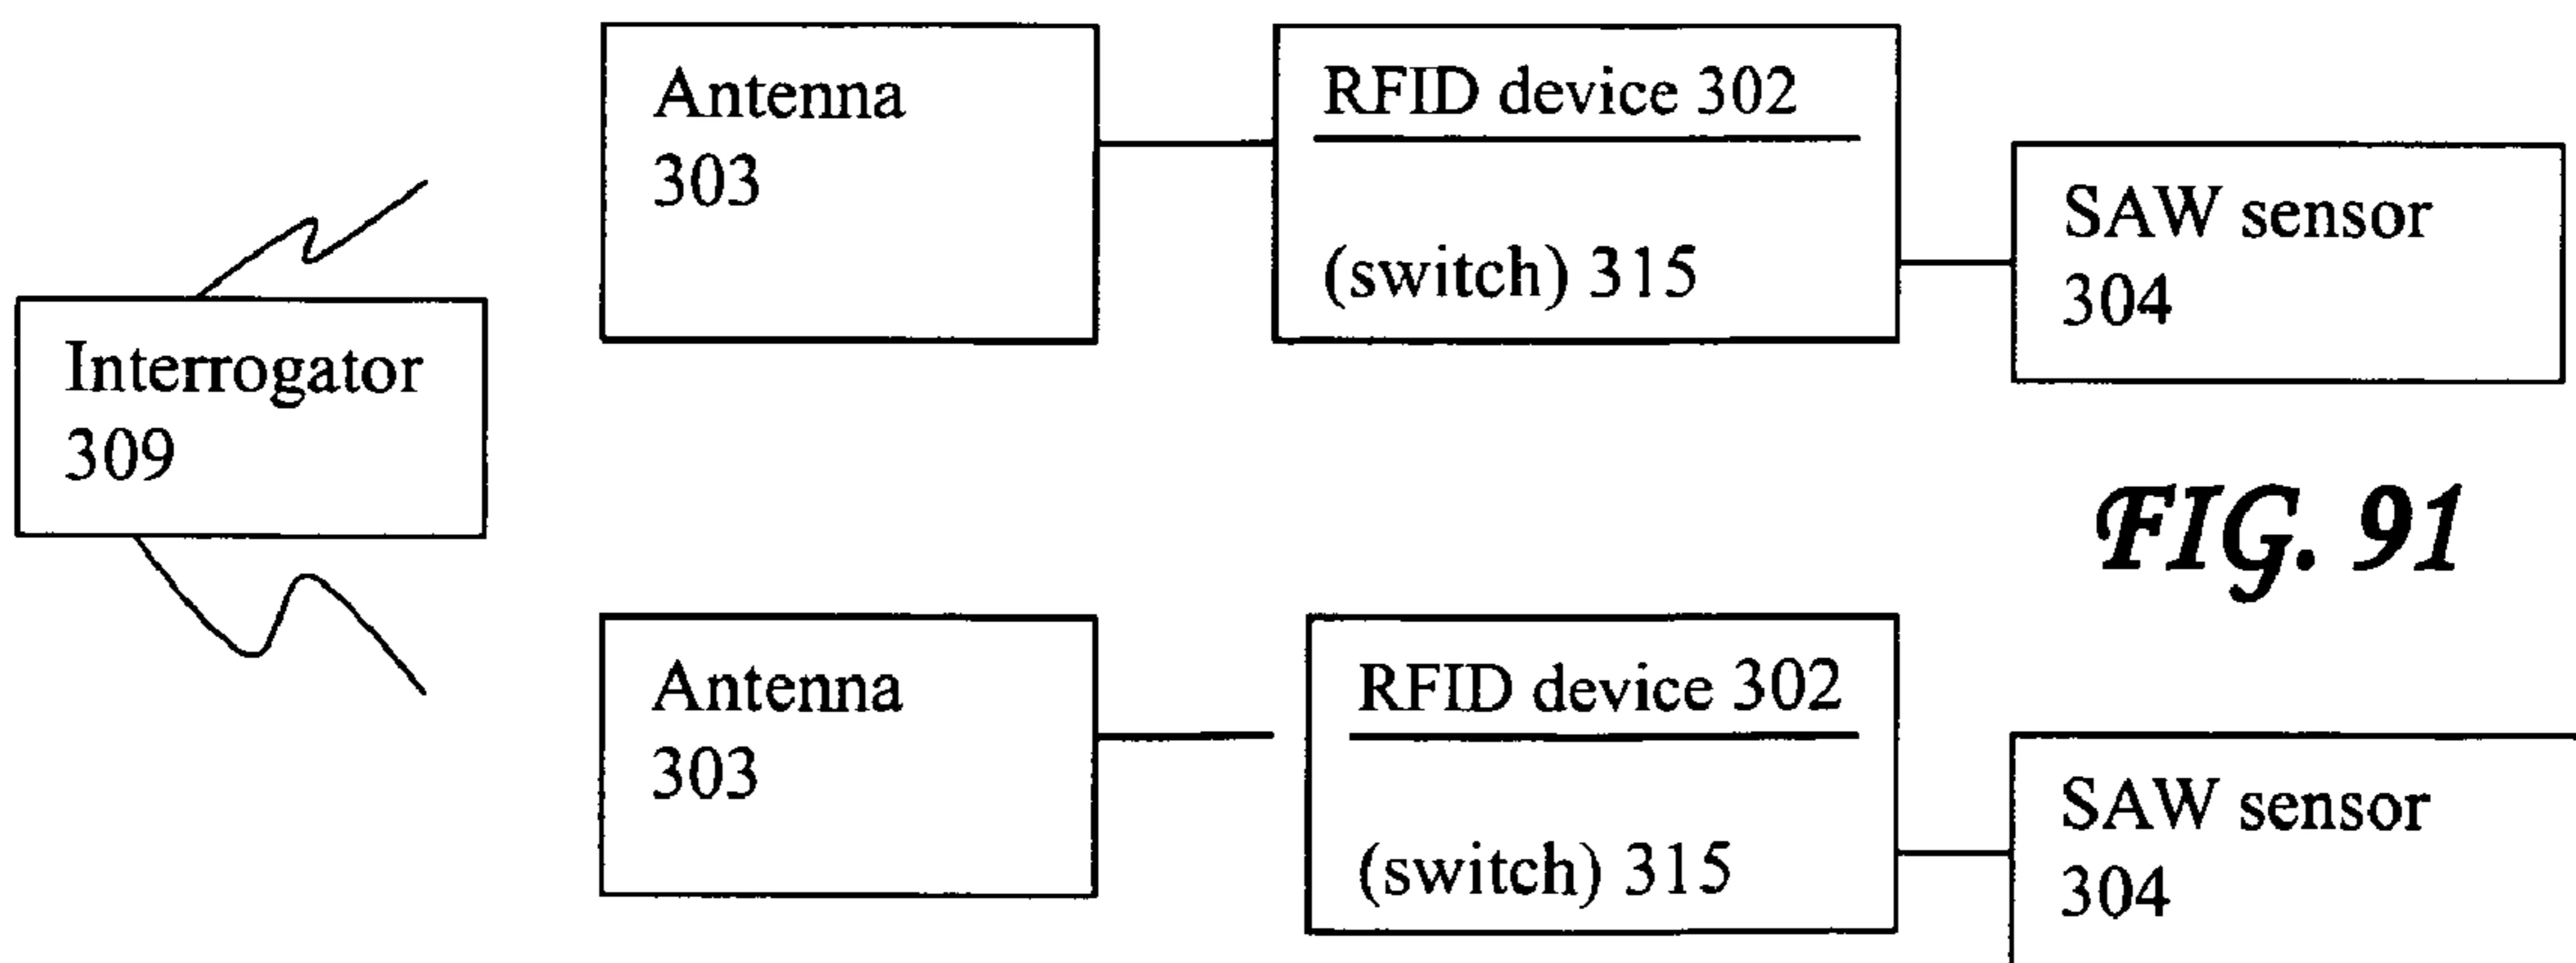 Antenna
303
RFID device 302
(switch) 315
SAW sensor
304
Interrogator
309
FIG. 91
Antenna
303
RFID device 302
(switch) 315
SAW sensor
304